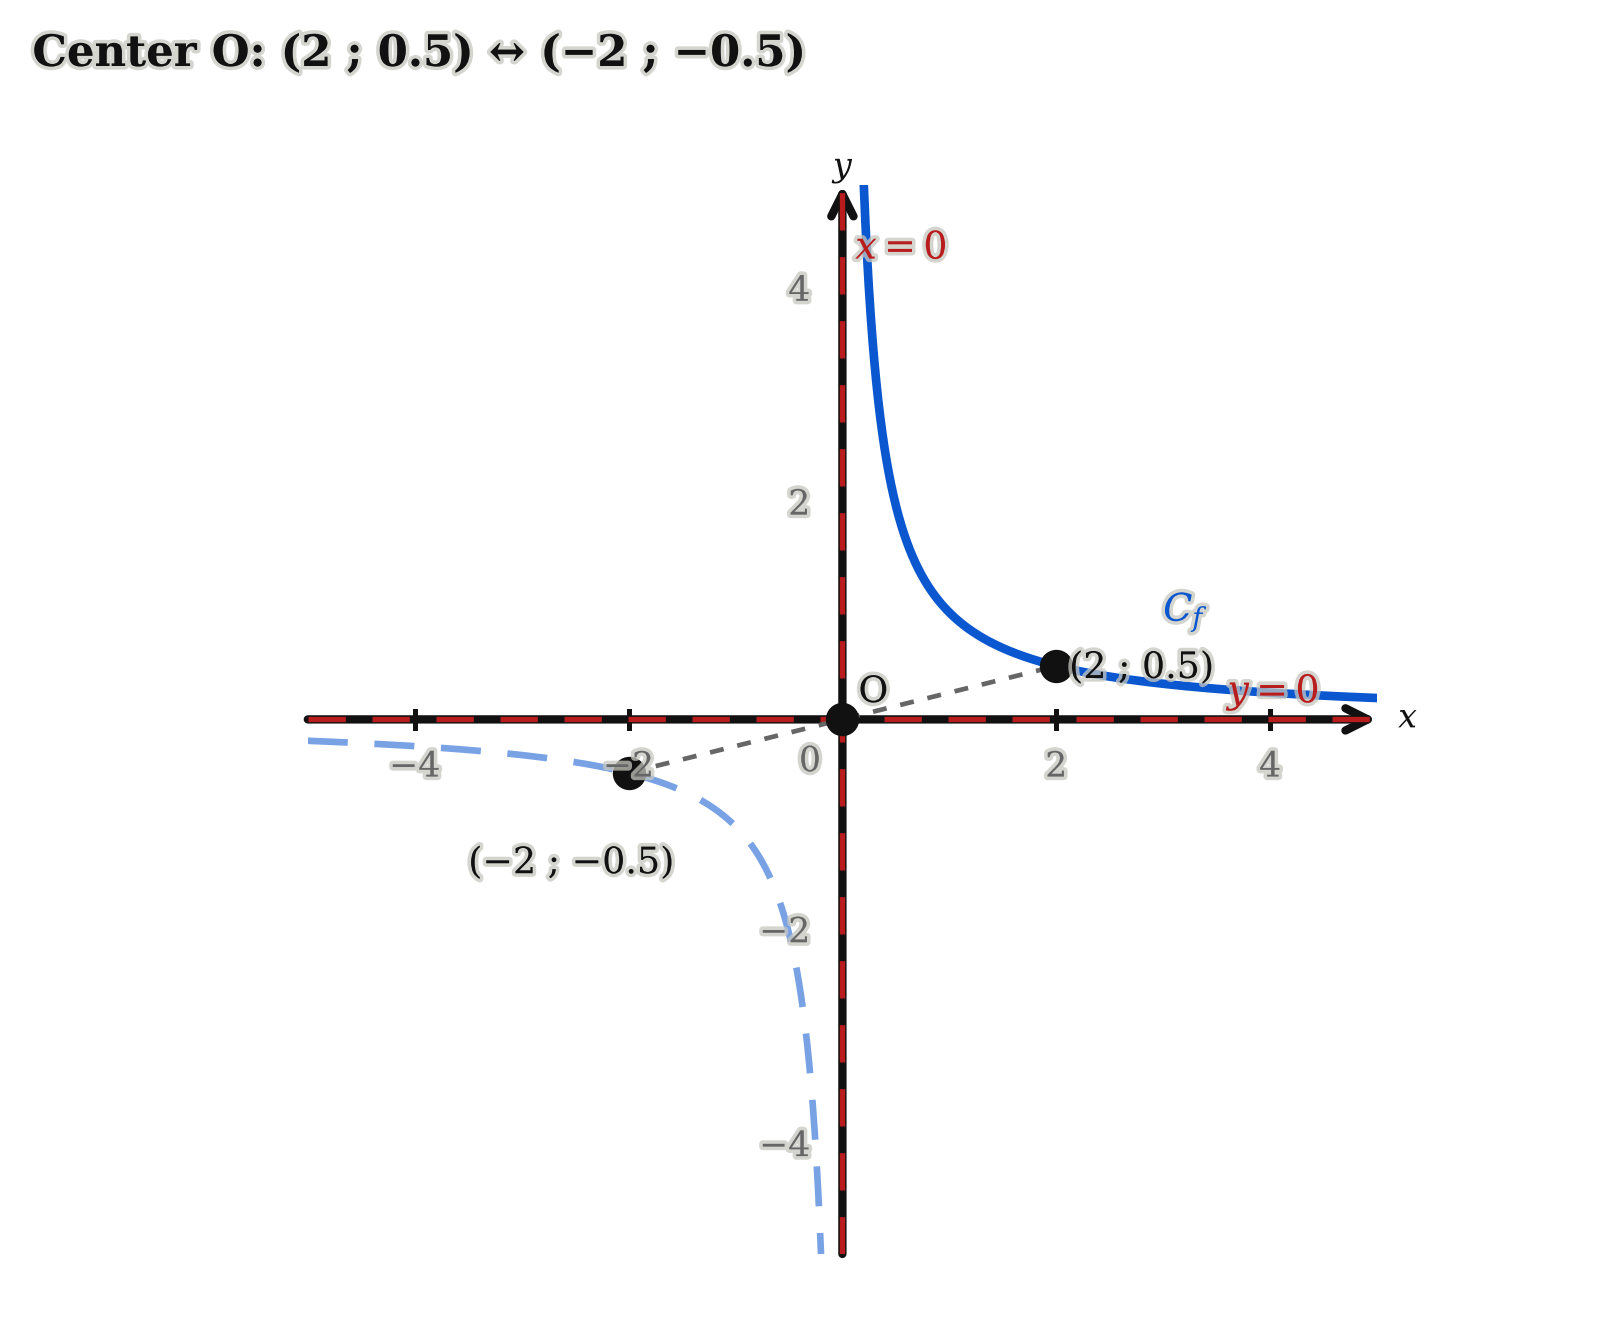 Center O: (2 ; 0.5) ↔ (−2 ; −0.5)
y
x = 0
4
2
C_f
(2 ; 0.5)
O
y = 0
x
−4
−2
0
2
4
(−2 ; −0.5)
−2
−4